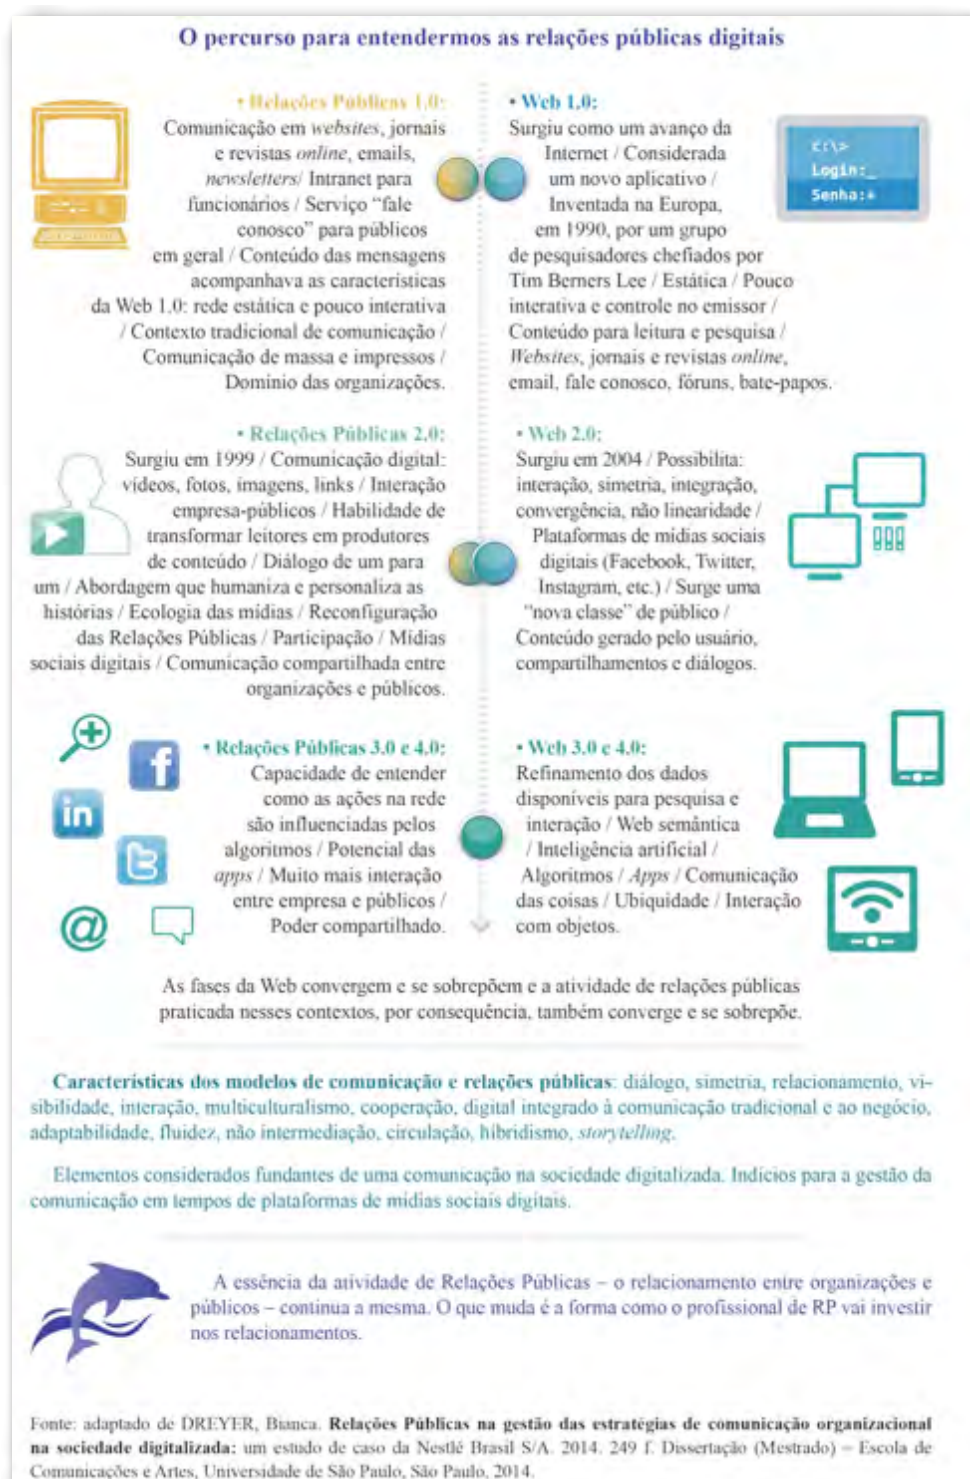 O percurso para entendermos as relações públicas digitais
• Relações Públicas 1.0:
Comunicação em websites, jornais
e revistas online, emails,
newsletters/ Intranet para
funcionários / Serviço “fale
conosco” para públicos
em geral / Conteúdo das mensagens
acompanhava as características
da Web 1.0: rede estática e pouco interativa
/ Contexto tradicional de comunicação /
Comunicação de massa e impressos /
Domínio das organizações.
• Web 1.0:
Surgiu como um avanço da
Internet / Considerada
um novo aplicativo /
Inventada na Europa,
em 1990, por um grupo
de pesquisadores chefiados por
Tim Berners Lee / Estática / Pouco
interativa e controle no emissor /
Conteúdo para leitura e pesquisa /
Websites, jornais e revistas online,
email, fale conosco, fóruns, bate-papos.
C:\>
Login:_
Senha:*
• Relações Públicas 2.0:
Surgiu em 1999 / Comunicação digital:
vídeos, fotos, imagens, links / Interação
empresa-públicos / Habilidade de
transformar leitores em produtores
de conteúdo / Diálogo de um para
um / Abordagem que humaniza e personaliza as
histórias / Ecologia das mídias / Reconfiguração
das Relações Públicas / Participação / Mídias
sociais digitais / Comunicação compartilhada entre
organizações e públicos.
• Web 2.0:
Surgiu em 2004 / Possibilita:
interação, simetria, integração,
convergência, não linearidade /
Plataformas de mídias sociais
digitais (Facebook, Twitter,
Instagram, etc.) / Surge uma
“nova classe” de público /
Conteúdo gerado pelo usuário,
compartilhamentos e diálogos.
f
in
t
@
• Relações Públicas 3.0 e 4.0:
Capacidade de entender
como as ações na rede
são influenciadas pelos
algoritmos / Potencial das
apps / Muito mais interação
entre empresa e públicos /
Poder compartilhado.
• Web 3.0 e 4.0:
Refinamento dos dados
disponíveis para pesquisa e
interação / Web semântica
/ Inteligência artificial /
Algoritmos / Apps / Comunicação
das coisas / Ubiquidade / Interação
com objetos.
As fases da Web convergem e se sobrepõem e a atividade de relações públicas
praticada nesses contextos, por consequência, também converge e se sobrepõe.
Características dos modelos de comunicação e relações públicas: diálogo, simetria, relacionamento, vi-
sibilidade, interação, multiculturalismo, cooperação, digital integrado à comunicação tradicional e ao negócio,
adaptabilidade, fluidez, não intermediação, circulação, hibridismo, storytelling.
Elementos considerados fundantes de uma comunicação na sociedade digitalizada. Indícios para a gestão da
comunicação em tempos de plataformas de mídias sociais digitais.
A essência da atividade de Relações Públicas – o relacionamento entre organizações e
públicos – continua a mesma. O que muda é a forma como o profissional de RP vai investir
nos relacionamentos.
Fonte: adaptado de DREYER, Bianca. Relações Públicas na gestão das estratégias de comunicação organizacional
na sociedade digitalizada: um estudo de caso da Nestlé Brasil S/A. 2014. 249 f. Dissertação (Mestrado) – Escola de
Comunicações e Artes, Universidade de São Paulo, São Paulo, 2014.